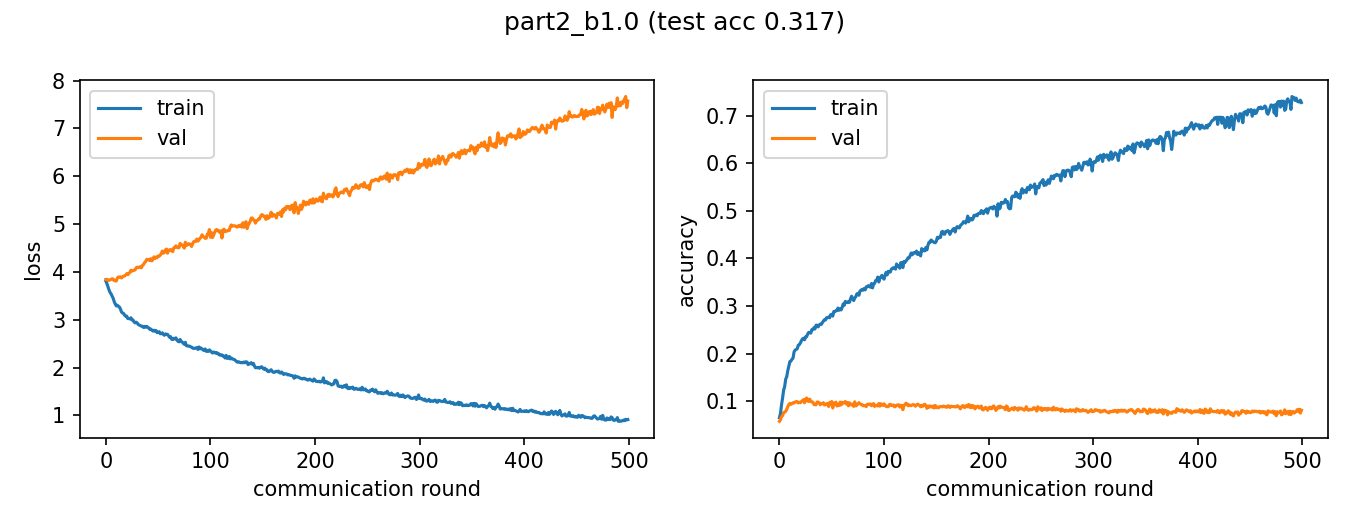 part2_b1.0 (test acc 0.317)
8
7
6
5
4
3
2
1
loss
train
val
0 100 200 300 400 500
communication round
0.7
0.6
0.5
0.4
0.3
0.2
0.1
accuracy
train
val
0 100 200 300 400 500
communication round